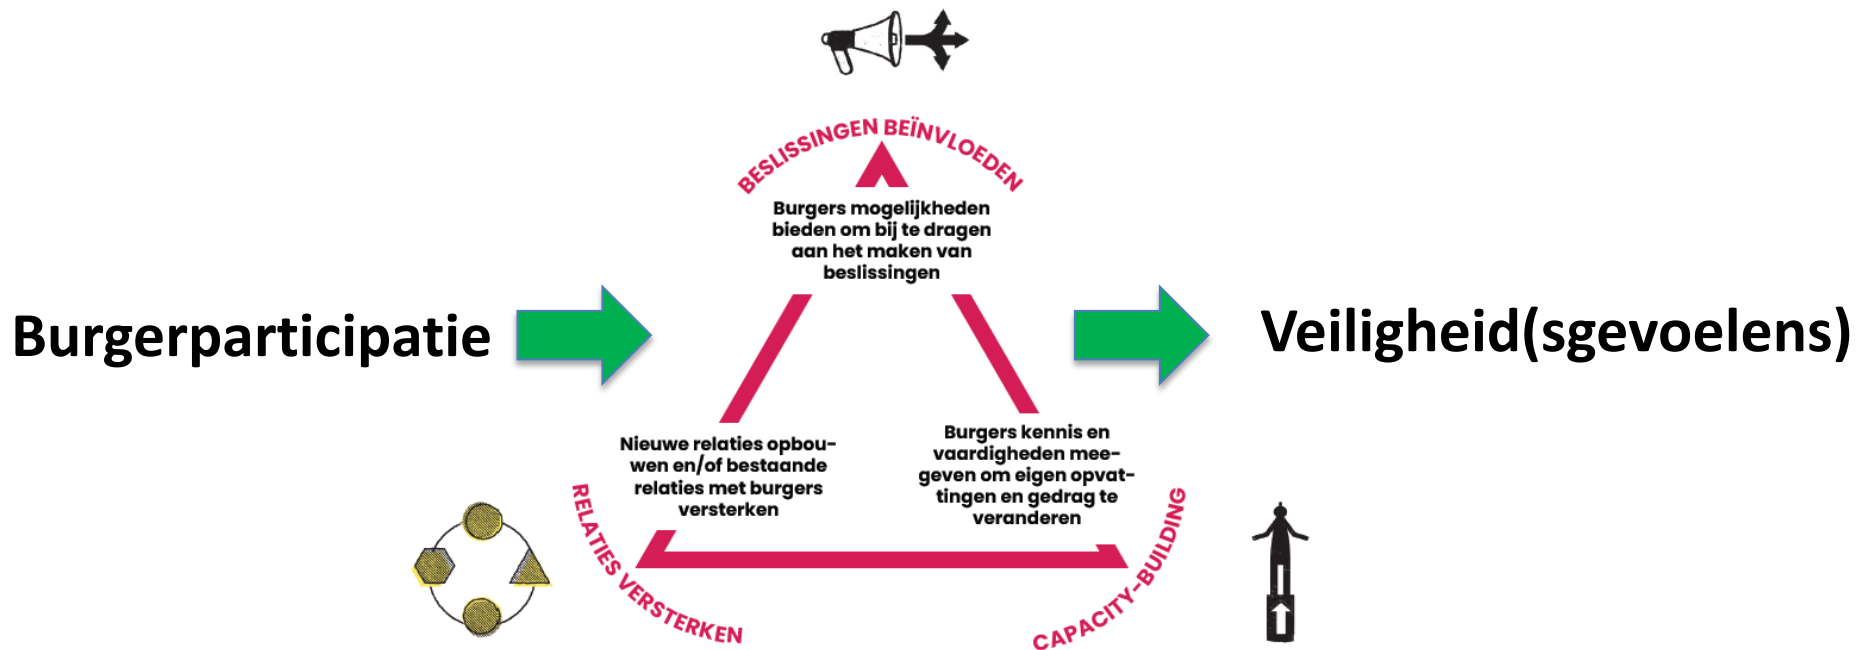 BESLISSINGEN BEÏNVLOEDEN
Burgers mogelijkheden
bieden om bij te dragen
aan het maken van
beslissingen
Burgerparticipatie
Veiligheid(sgevoelens)
Nieuwe relaties opbou-
wen en/of bestaande
relaties met burgers
versterken
Burgers kennis en
vaardigheden mee-
geven om eigen opvat-
tingen en gedrag te
veranderen
RELATIES VERSTERKEN
CAPACITY-BUILDING